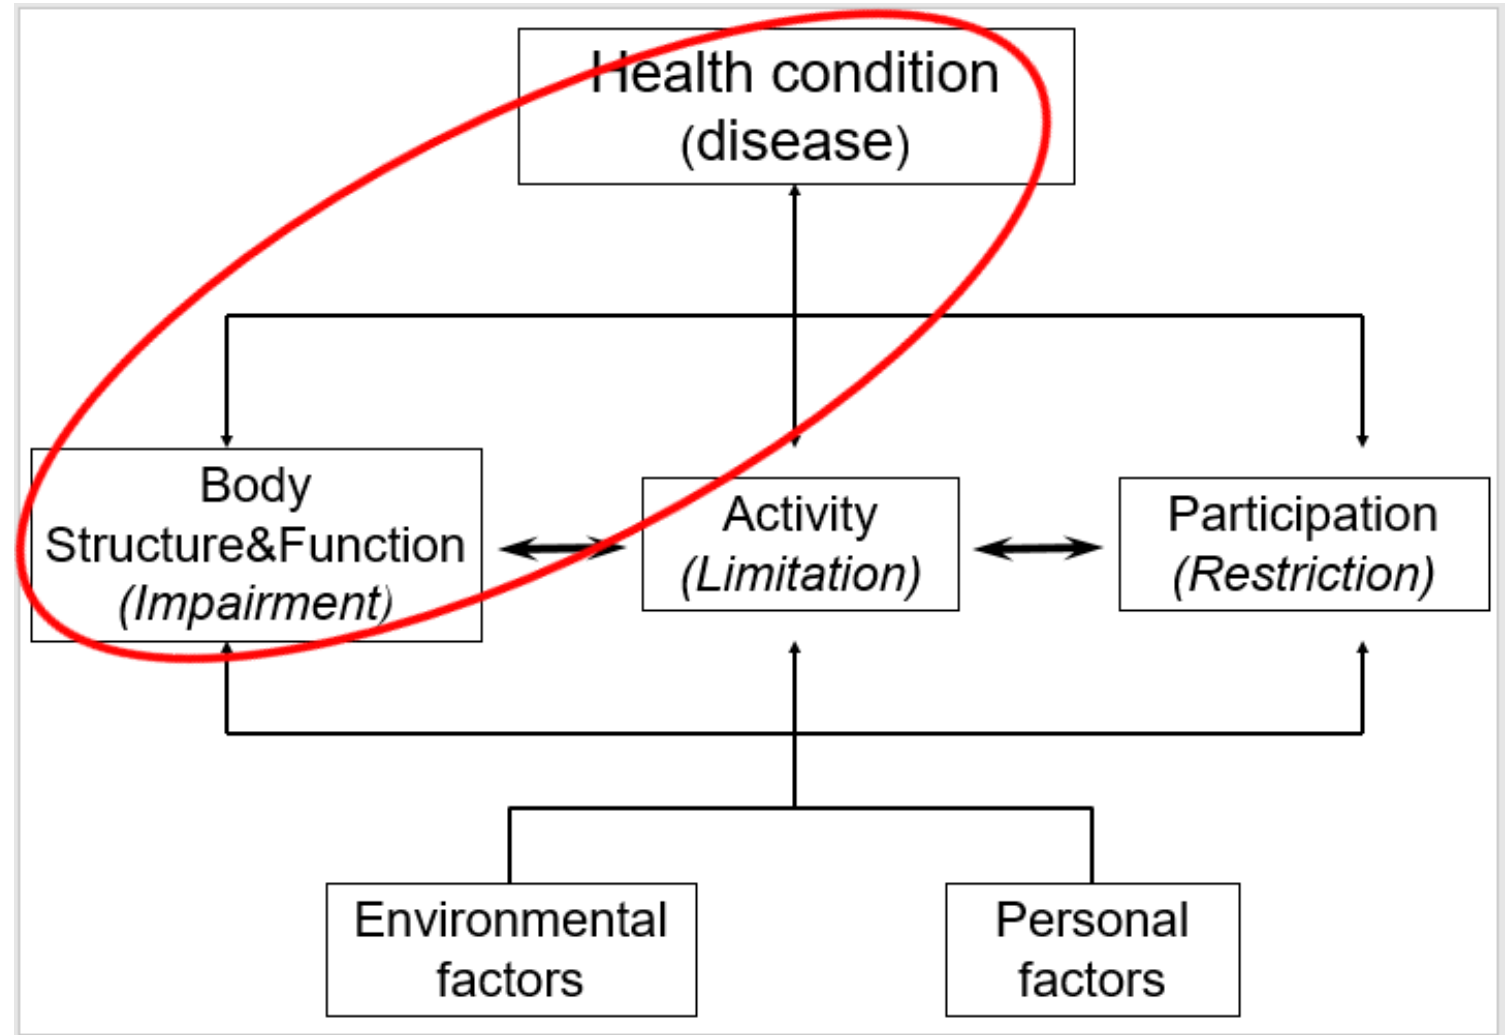 Health condition
(disease)
Body
Structure&Function
(Impairment)
Activity
(Limitation)
Participation
(Restriction)
Environmental
factors
Personal
factors